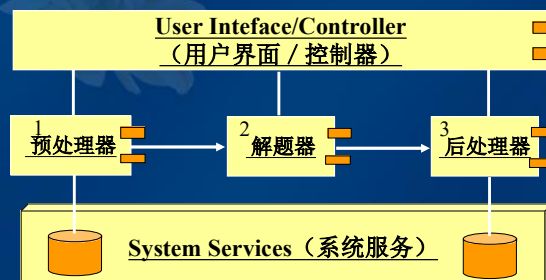 User Inteface/Controller
（用户界面／控制器）
1
预处理器
2
解题器
3
后处理器
System Services（系统服务）